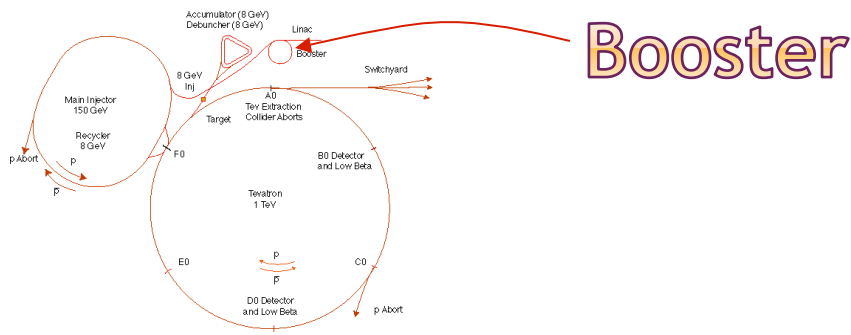 Accumulator (8 GeV)
Debuncher (8 GeV)
Linac
Booster
Booster
Switchyard
8 GeV
Inj
A0
Tev Extraction
Collider Aborts
Target
Main Injector
150 GeV
Recycler
8 GeV
F0
p Abort
p
p̅
B0 Detector
and Low Beta
Tevatron
1 TeV
E0
p
p̅
C0
p Abort
D0 Detector
and Low Beta